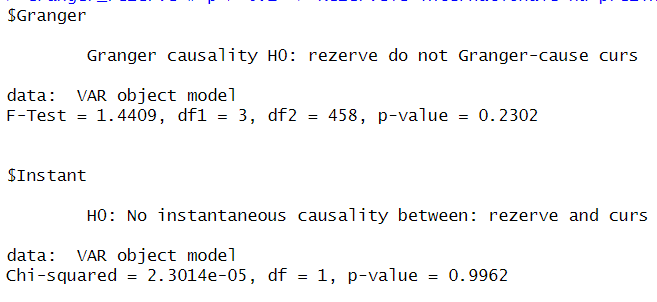 $Granger
Granger causality H0: rezerve do not Granger-cause curs
data: VAR object model
F-Test = 1.4409, df1 = 3, df2 = 458, p-value = 0.2302
$Instant
H0: No instantaneous causality between: rezerve and curs
data: VAR object model
Chi-squared = 2.3014e-05, df = 1, p-value = 0.9962